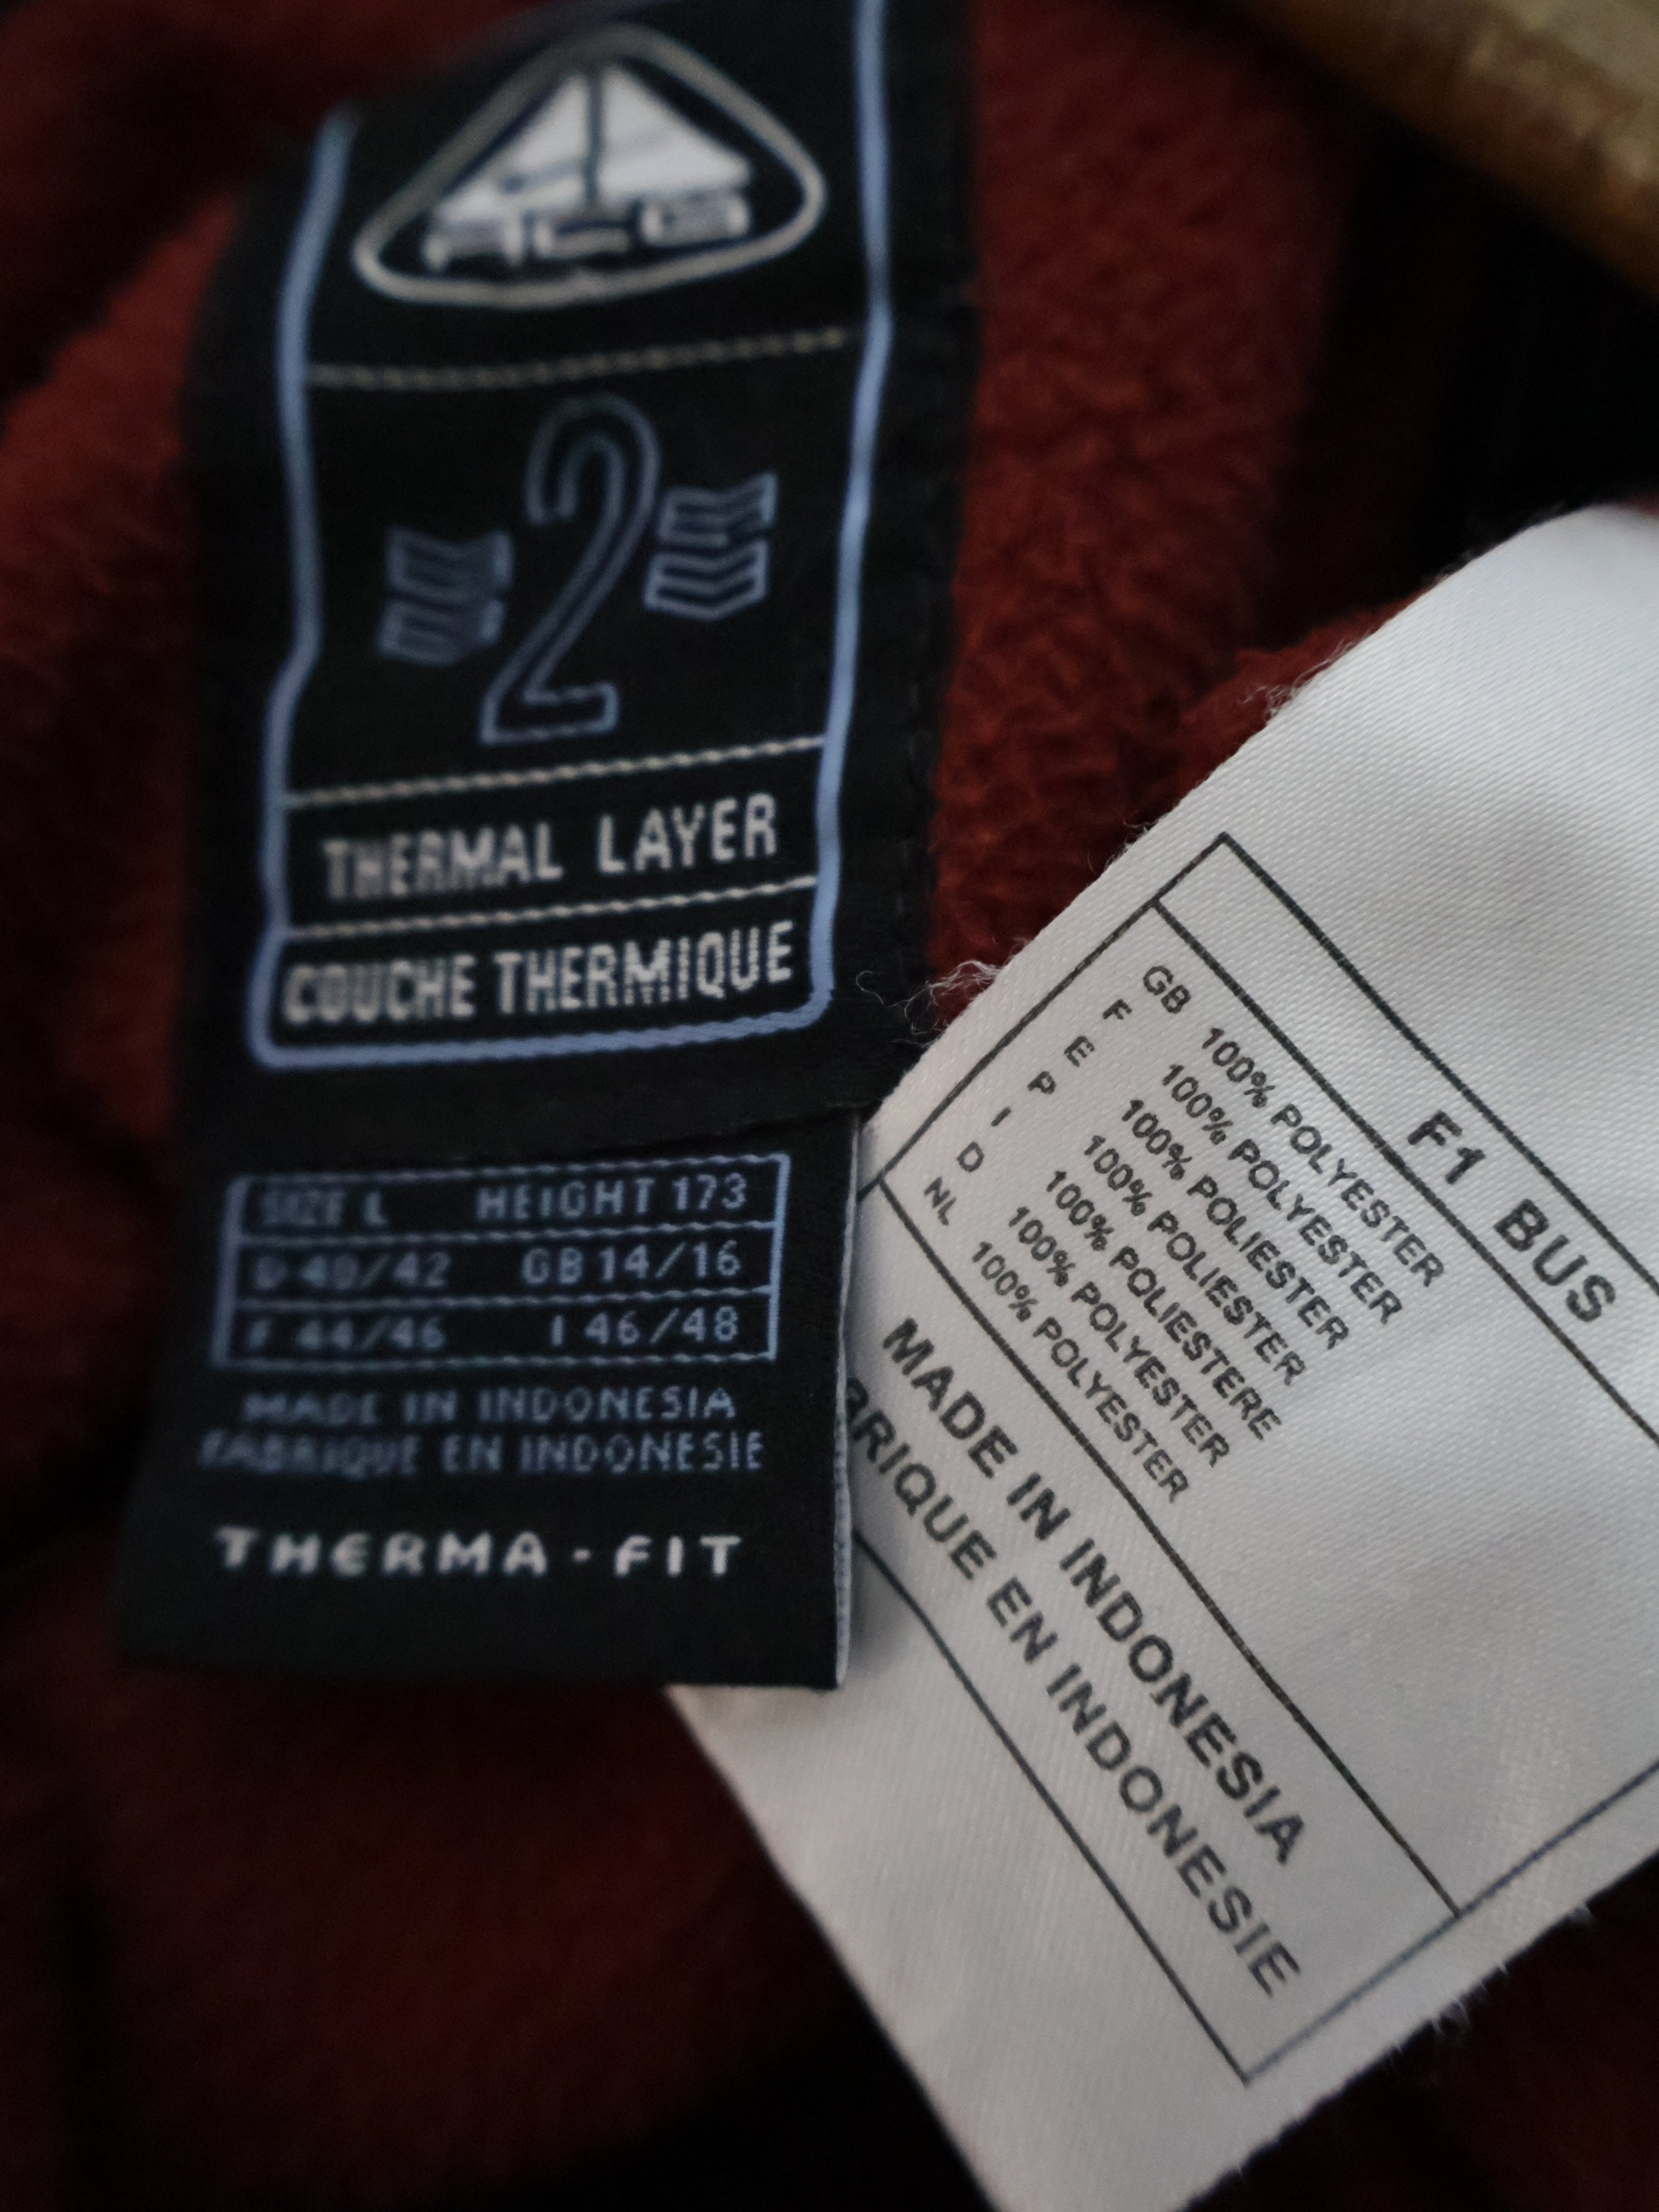 ACG
2
THERMAL LAYER
COUCHE THERMIQUE
SIZE L HEIGHT 173
D 40/42 GB 14/16
F 44/46 I 46/48
MADE IN INDONESIA
FABRIQUE EN INDONESIE
THERMA-FIT
F1 BUS
GB 100% POLYESTER
F 100% POLYESTER
E 100% POLIESTER
P 100% POLIESTER
I 100% POLIESTERE
D 100% POLYESTER
NL 100% POLYESTER
MADE IN INDONESIA
BRIQUE EN INDONESIE